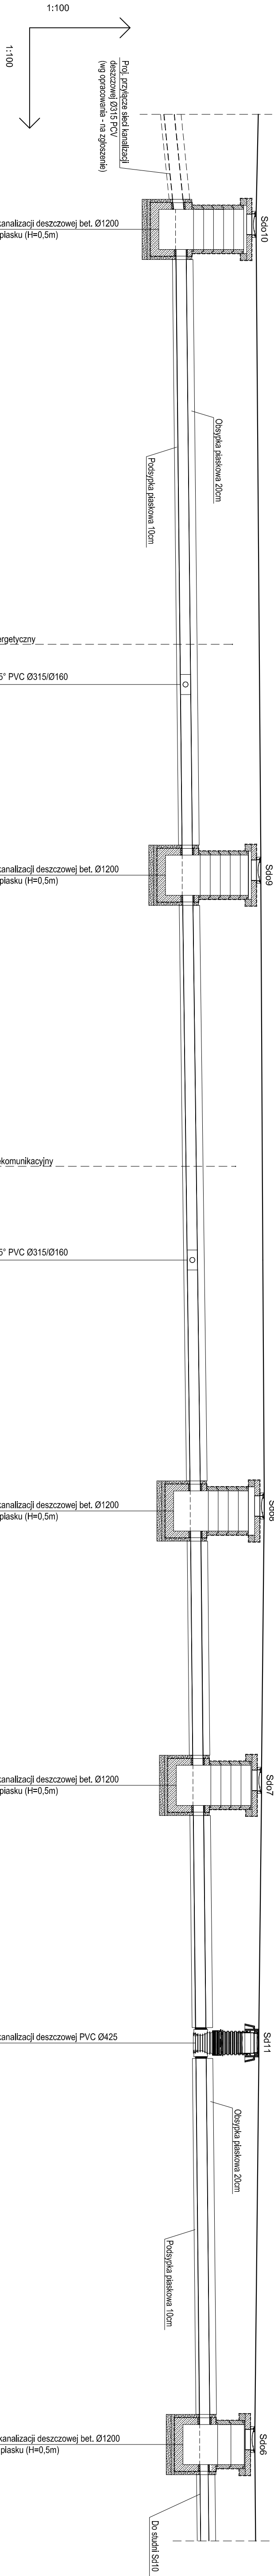 1:100
1:100
Proj. przyłącze sieci kanalizacji
deszczowej Ø315 PCV
(wg opracowania - na zgłoszenie)
Sdo10
kanalizacji deszczowej bet. Ø1200
piasku (H=0,5m)
Obsypka piaskowa 20cm
Podsypka piaskowa 10cm
ergetyczny
5° PVC Ø315/Ø160
Sdo9
kanalizacji deszczowej bet. Ø1200
piasku (H=0,5m)
ekomunikacyjny
5° PVC Ø315/Ø160
Sdo8
kanalizacji deszczowej bet. Ø1200
piasku (H=0,5m)
Sdo7
kanalizacji deszczowej bet. Ø1200
piasku (H=0,5m)
Sd11
kanalizacji deszczowej PVC Ø425
Obsypka piaskowa 20cm
Podsypka piaskowa 10cm
Sdo6
kanalizacji deszczowej bet. Ø1200
piasku (H=0,5m)
Do studni Sd10